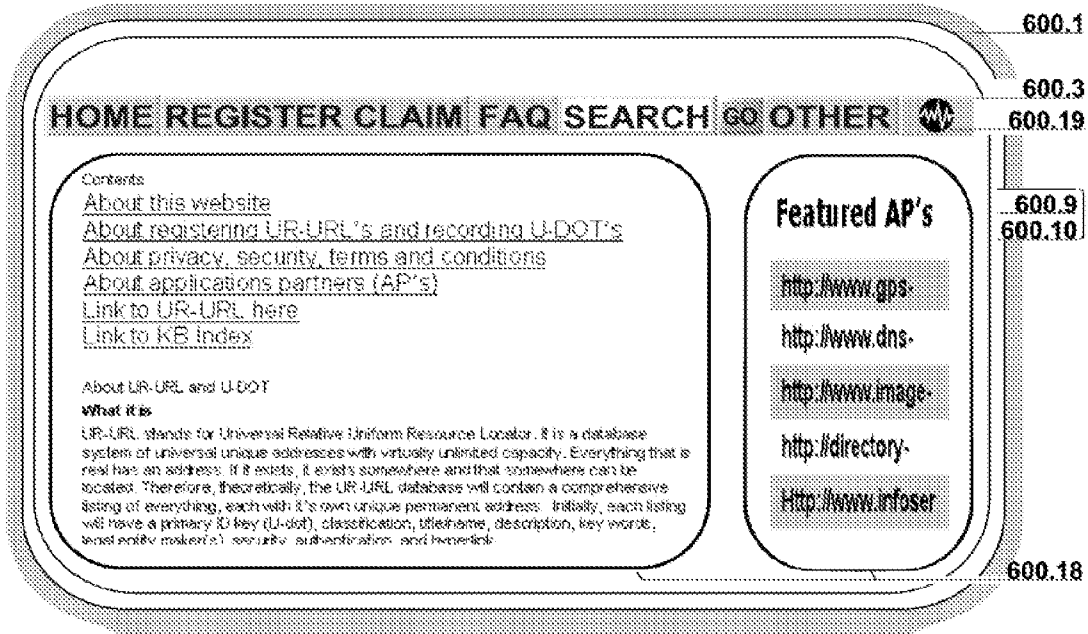 600.1
600.3
HOME REGISTER CLAIM FAQ SEARCH GO OTHER
600.19
Contents
About this website
About registering UR-URL's and recording U-DOT's
About privacy, security, terms and conditions
About applications partners (AP's)
Link to UR-URL here
Link to KB Index
About UR-URL and U-DOT
What it is
UR-URL stands for Universal Relative Uniform Resource Locator. It is a database
system of universal unique addresses with virtually unlimited capacity. Everything that is
real has an address. If it exists, it exists somewhere and that somewhere can be
located. Therefore, theoretically, the UR-URL database will contain a comprehensive
listing of everything, each with it's own unique permanent address. Initially, each listing
will have a primary ID key (U-dot), classification, title/name, description, key words,
legal entity maker(s), security, authentication, and hyperlink
Featured AP's
http://www.gps-
http://www.dns-
http://www.image-
http://directory-
Http://www.infoser
600.9
600.10
600.18